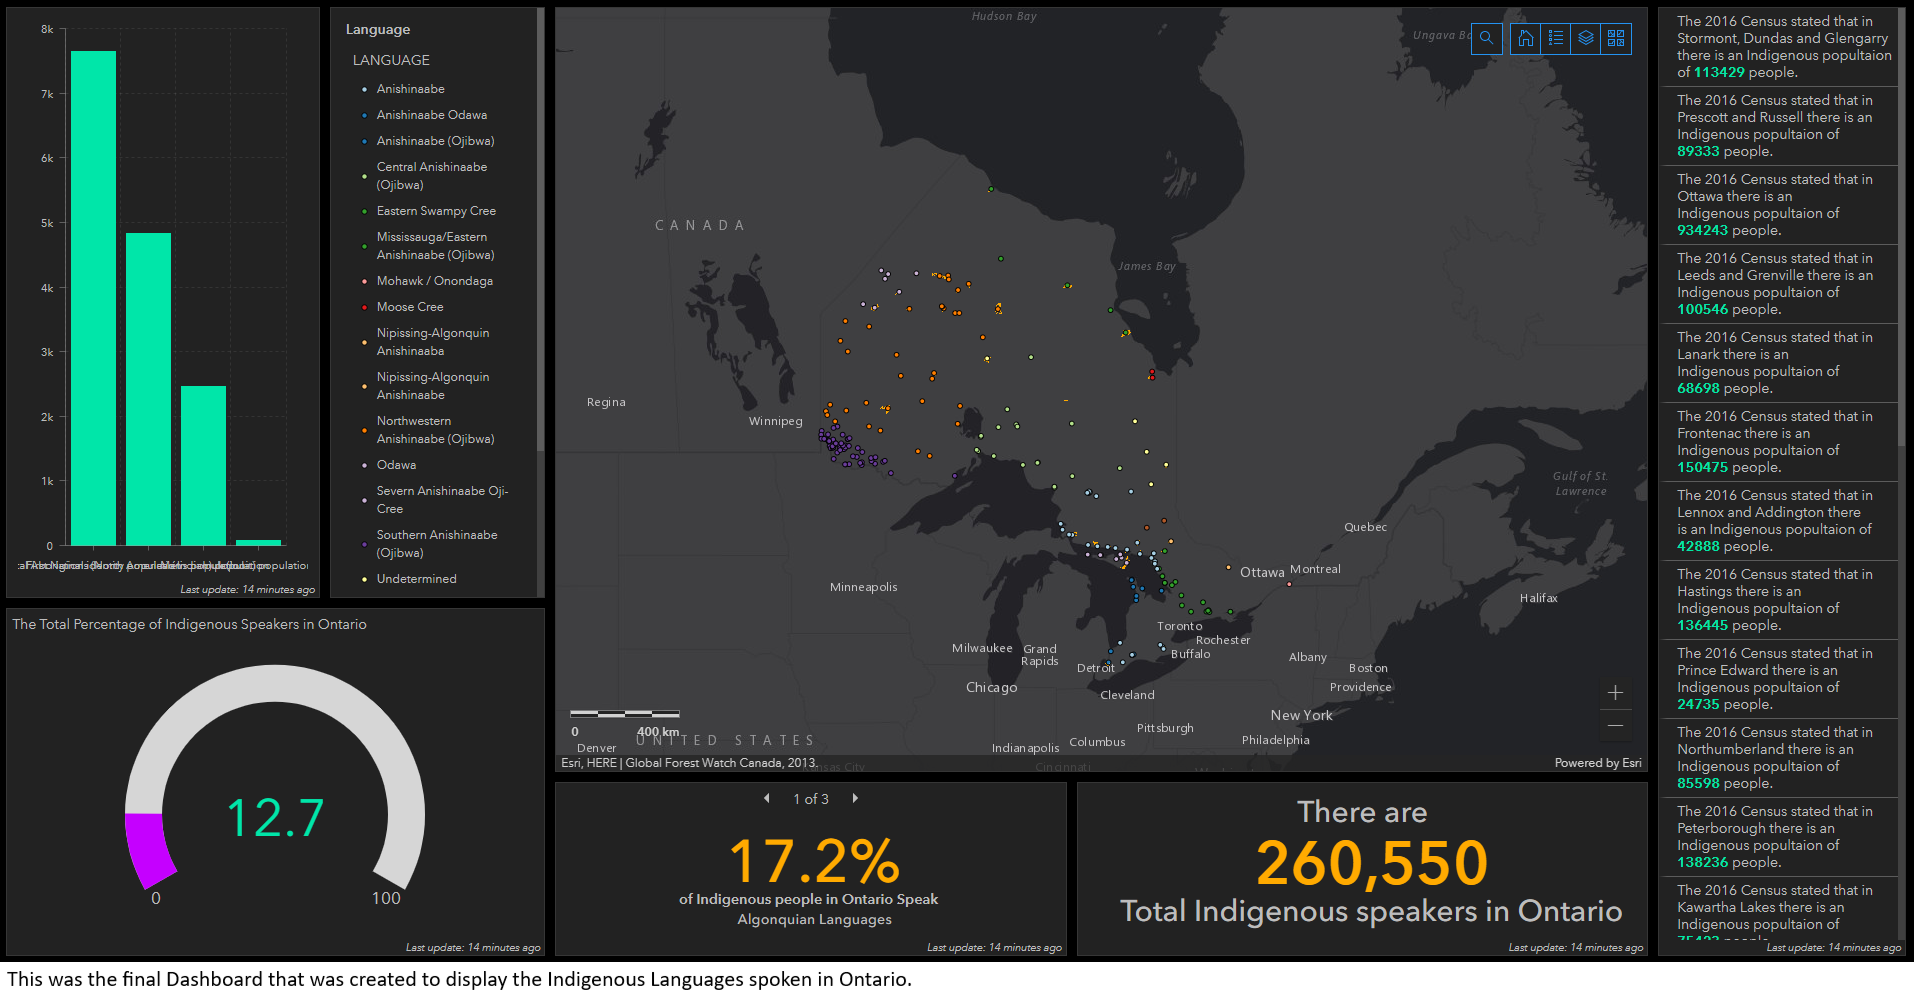 8k
7k
6k
5k
4k
3k
2k
1k
0
Last update: 14 minutes ago
Language
LANGUAGE
Anishinaabe
Anishinaabe Odawa
Anishinaabe (Ojibwa)
Central Anishinaabe
(Ojibwa)
Eastern Swampy Cree
Mississauga/Eastern
Anishinaabe (Ojibwa)
Mohawk / Onondaga
Moose Cree
Nipissing-Algonquin
Anishinaaba
Nipissing-Algonquin
Anishinaabe
Northwestern
Anishinaabe (Ojibwa)
Odawa
Severn Anishinaabe Oji-
Cree
Southern Anishinaabe
(Ojibwa)
Undetermined
The Total Percentage of Indigenous Speakers in Ontario
12.7
0
100
Last update: 14 minutes ago
Hudson Bay
Ungava
CANADA
James Bay
Regina
Winnipeg
Gulf of St.
Lawrence
Quebec
Ottawa
Montreal
Halifax
Minneapolis
Toronto
Rochester
Buffalo
Milwaukee
Grand
Rapids
Detroit
Albany
Boston
Providence
Chicago
Cleveland
New York
Pittsburgh
Philadelphia
Columbus
Indianapolis
0
400 km
UNITED STATES
Denver
Kansas City
Cincinnati
Esri, HERE | Global Forest Watch Canada, 2013.
Powered by Esri
1 of 3
17.2%
of Indigenous people in Ontario Speak
Algonquian Languages
Last update: 14 minutes ago
There are
260,550
Total Indigenous speakers in Ontario
Last update: 14 minutes ago
The 2016 Census stated that in
Stormont, Dundas and Glengarry
there is an Indigenous popultaion
of 113429 people.
The 2016 Census stated that in
Prescott and Russell there is an
Indigenous popultaion of
89333 people.
The 2016 Census stated that in
Ottawa there is an
Indigenous popultaion of
934243 people.
The 2016 Census stated that in
Leeds and Grenville there is an
Indigenous popultaion of
100546 people.
The 2016 Census stated that in
Lanark there is an
Indigenous popultaion of
68698 people.
The 2016 Census stated that in
Frontenac there is an
Indigenous popultaion of
150475 people.
The 2016 Census stated that in
Lennox and Addington there
is an Indigenous popultaion of
42888 people.
The 2016 Census stated that in
Hastings there is an
Indigenous popultaion of
136445 people.
The 2016 Census stated that in
Prince Edward there is an
Indigenous popultaion of
24735 people.
The 2016 Census stated that in
Northumberland there is an
Indigenous popultaion of
85598 people.
The 2016 Census stated that in
Peterborough there is an
Indigenous popultaion of
138236 people.
The 2016 Census stated that in
Kawartha Lakes there is an
Indigenous popultaion of
Last update: 14 minutes ago
This was the final Dashboard that was created to display the Indigenous Languages spoken in Ontario.